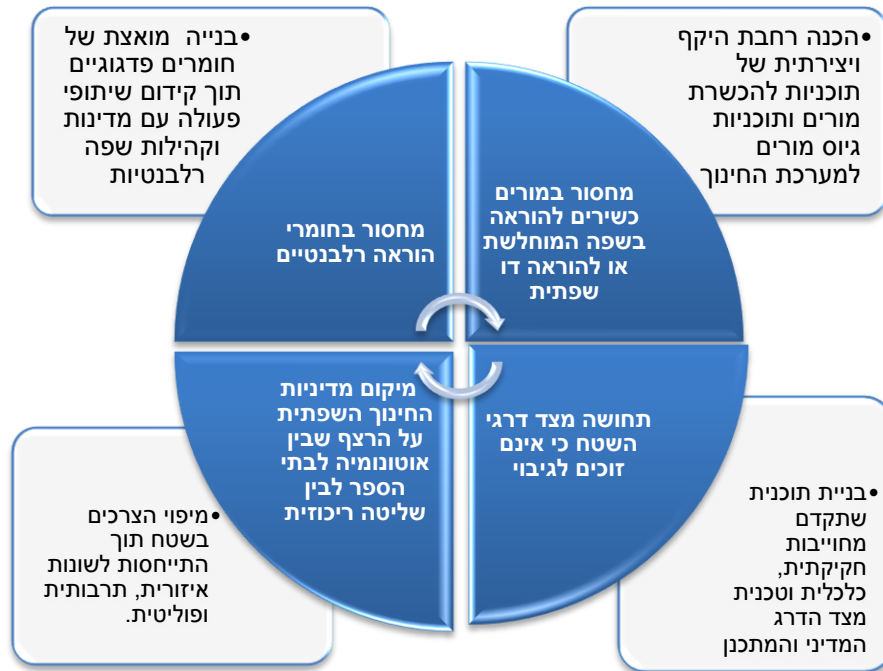 •הכנה רחבת היקף
ויצירתית של
תוכניות להכשרת
מורים ותוכניות
גיוס מורים
למערכת החינוך
•בנייה מואצת של
חומרים פדגוגיים
תוך קידום שיתופי
פעולה עם מדינות
וקהילות שפה
רלבנטיות
מחסור במורים
כשירים להוראה
בשפה המוחלשת
או להוראה דו
שפתית
מחסור בחומרי
הוראה רלבנטיים
תחושה מצד דרגי
השטח כי אינם
זוכים לגיבוי
מיקום מדיניות
החינוך השפתית
על הרצף שבין
אוטונומיה לבתי
הספר לבין
שליטה ריכוזית
•בניית תוכנית
שתקדם
מחוייבות
חקיקתית,
כלכלית וטכנית
מצד הדרג
המדיני והמתכנן
•מיפוי הצרכים
בשטח תוך
התייחסות לשונות
איזורית, תרבותית
ופוליטית.